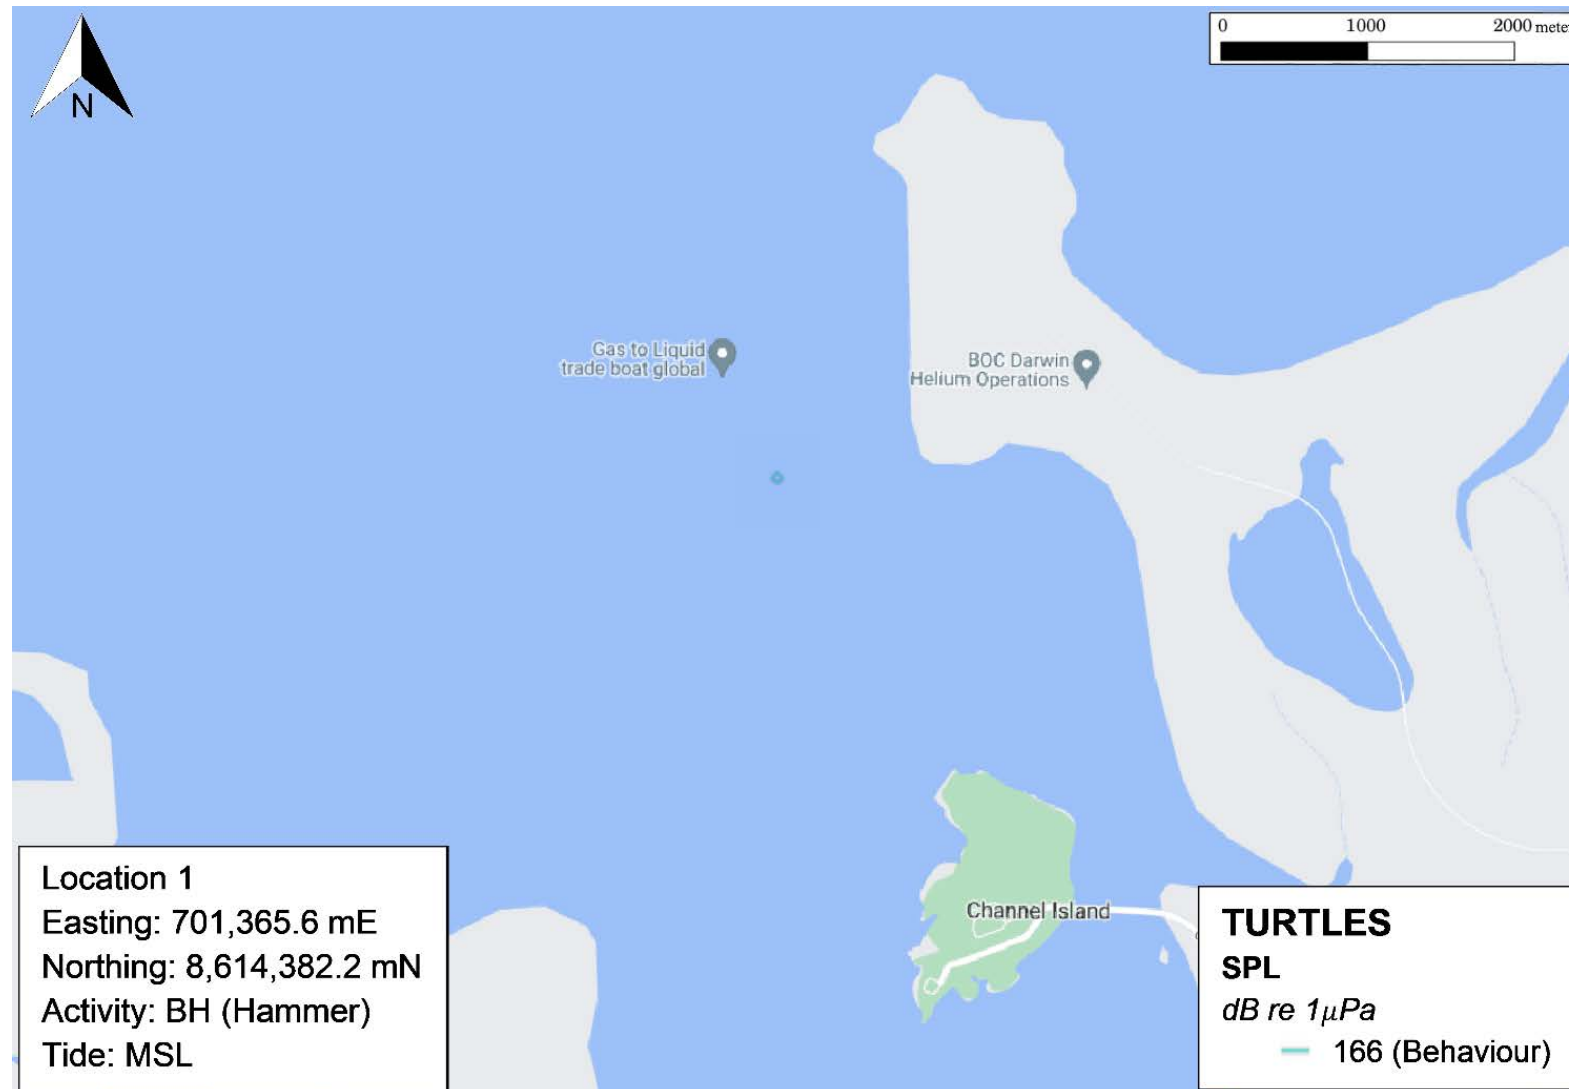 N
0 1000 2000 mete
Gas to Liquid
trade boat global
BOC Darwin
Helium Operations
Channel Island
Location 1
Easting: 701,365.6 mE
Northing: 8,614,382.2 mN
Activity: BH (Hammer)
Tide: MSL
TURTLES
SPL
dB re 1μPa
166 (Behaviour)